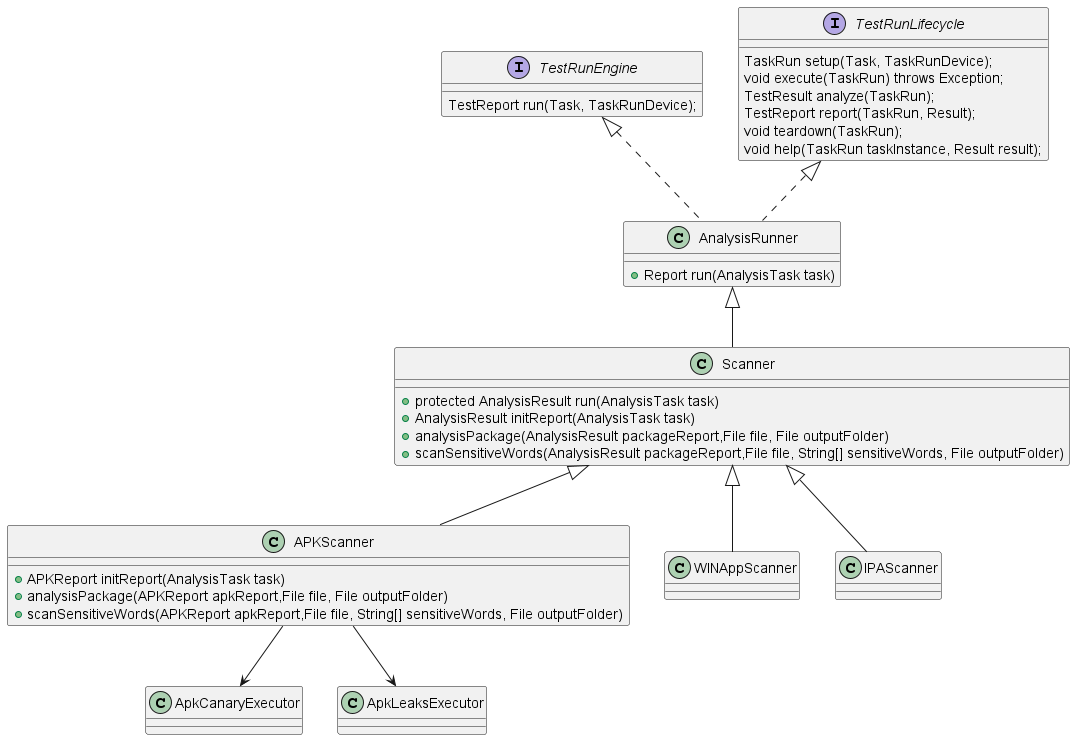 I TestRunLifecycle
TaskRun setup(Task, TaskRunDevice);
void execute(TaskRun) throws Exception;
TestResult analyze(TaskRun);
TestReport report(TaskRun, Result);
void teardown(TaskRun);
void help(TaskRun taskInstance, Result result);
I TestRunEngine
TestReport run(Task, TaskRunDevice);
C AnalysisRunner
Report run(AnalysisTask task)
C Scanner
protected AnalysisResult run(AnalysisTask task)
AnalysisResult initReport(AnalysisTask task)
analysisPackage(AnalysisResult packageReport,File file, File outputFolder)
scanSensitiveWords(AnalysisResult packageReport,File file, String[] sensitiveWords, File outputFolder)
C APKScanner
APKReport initReport(AnalysisTask task)
analysisPackage(APKReport apkReport,File file, File outputFolder)
scanSensitiveWords(APKReport apkReport,File file, String[] sensitiveWords, File outputFolder)
C WINAppScanner
C IPAScanner
C ApkCanaryExecutor
C ApkLeaksExecutor